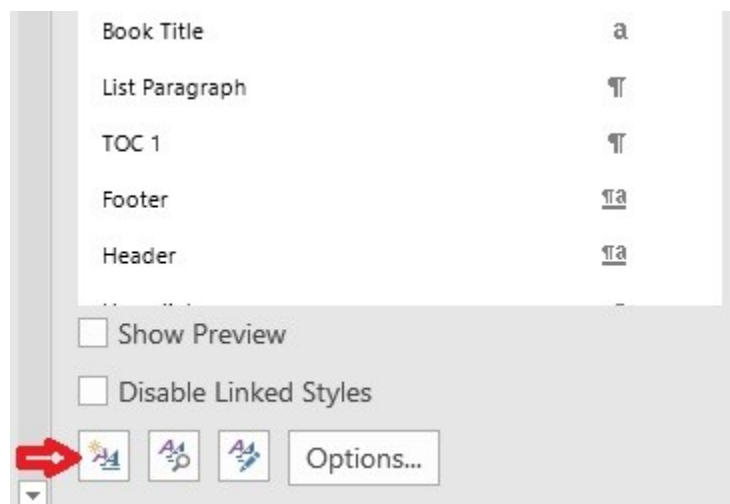 Book Title a
List Paragraph ¶
TOC 1 ¶
Footer ¶a
Header ¶a
Show Preview
Disable Linked Styles
Options...